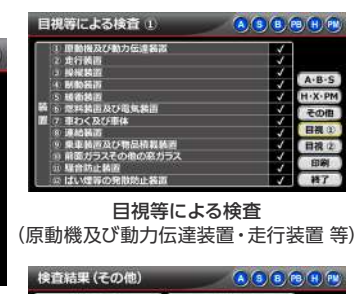 目視等による検査 ① A S B PB H PM
① 原動機及び動力伝達装置 ✓
② 走行装置 ✓
③ 操縦装置 ✓
④ 制動装置 ✓
⑤ 緩衝装置 ✓
⑥ 燃料装置及び電気装置 ✓
⑦ 車わく及び車体 ✓
⑧ 連結装置 ✓
⑨ 乗車装置及び物品積載装置 ✓
⑩ 前面ガラスその他の窓ガラス ✓
⑪ 騒音防止装置 ✓
⑫ ばい煙等の発散防止装置 ✓
装置
A・B・S
H・X・PM
その他
目視 ①
目視 ②
印刷
終了
目視等による検査
(原動機及び動力伝達装置・走行装置 等)
検査結果(その他) A S B PB H PM